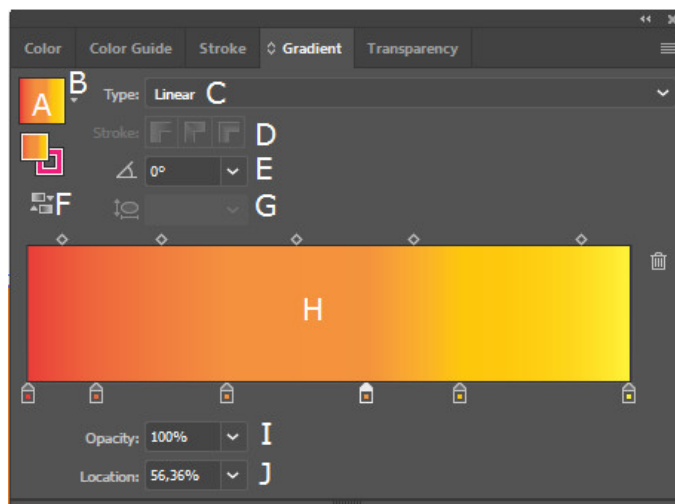 Color Color Guide Stroke Gradient Transparency
A B Type: Linear C
Stroke: D
0° E
F G
H
Opacity: 100% I
Location: 56,36% J